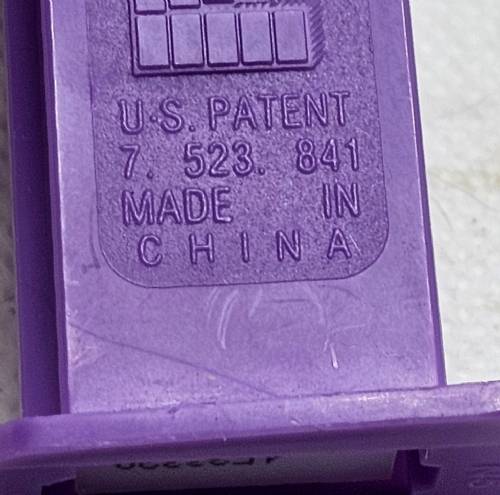 U.S. PATENT
7. 523. 841
MADE IN
CHINA